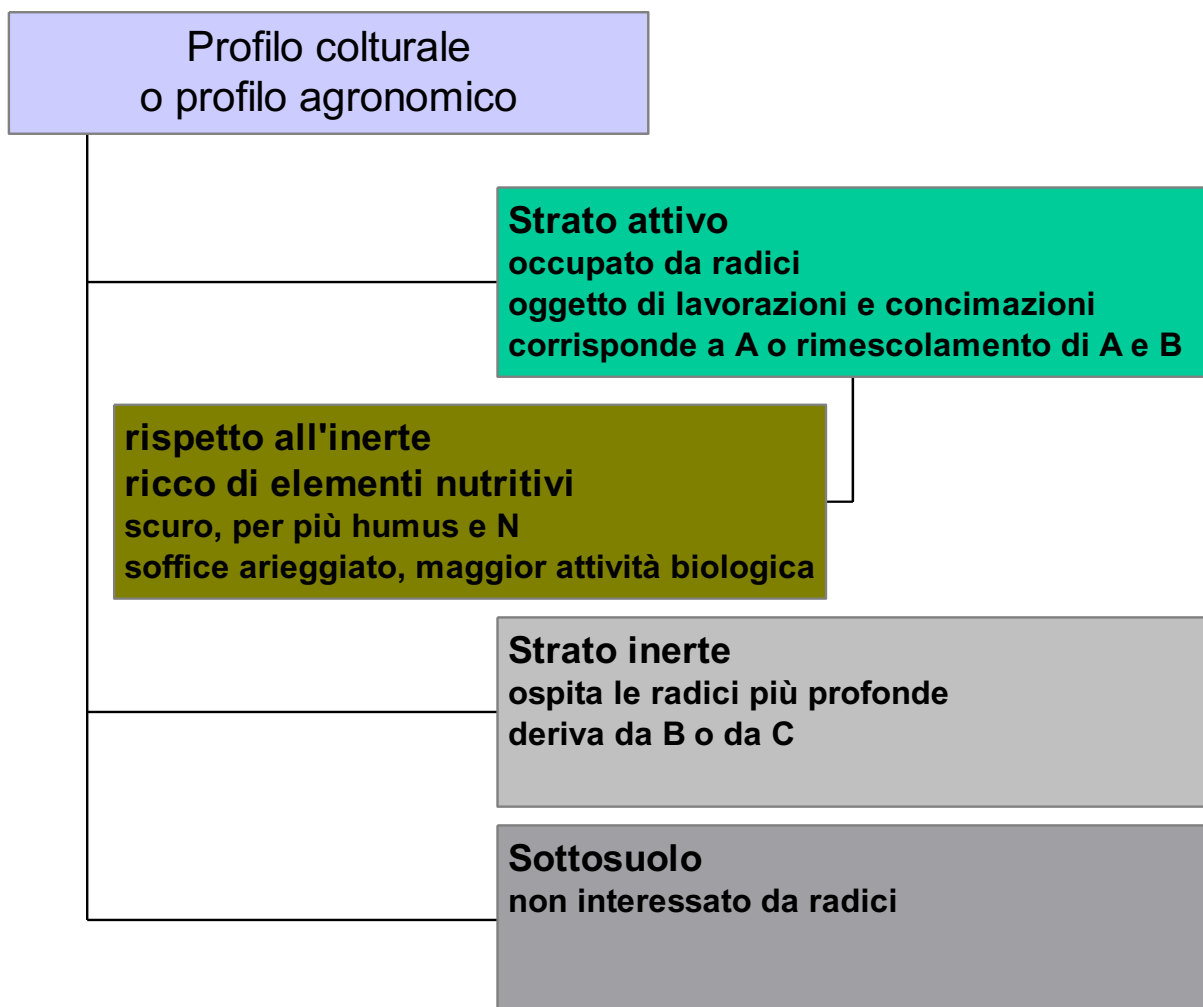 Profilo colturale
o profilo agronomico
Strato attivo
occupato da radici
oggetto di lavorazioni e concimazioni
corrisponde a A o rimescolamento di A e B
rispetto all'inerte
ricco di elementi nutritivi
scuro, per più humus e N
soffice arieggiato, maggior attività biologica
Strato inerte
ospita le radici più profonde
deriva da B o da C
Sottosuolo
non interessato da radici